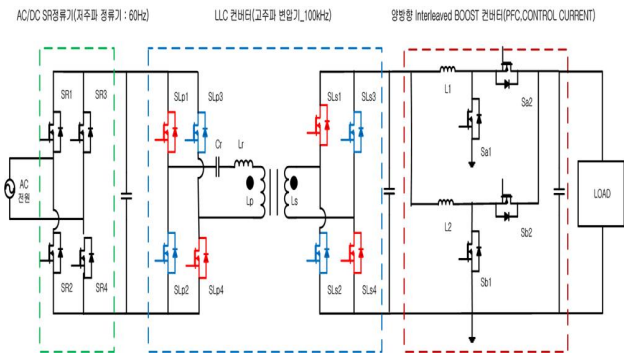 AC/DC SR정류기(저주파 정류기 : 60Hz)
LLC 컨버터(고주파 변압기_100kHz)
양방향 Interleaved BOOST 컨버터(PFC,CONTROL CURRENT)
SR1
SR3
SLp1
SLp3
SLs1
SLs3
L1
Sa2
Cr
Lr
Sa1
AC
전원
Lp
Ls
LOAD
L2
Sb2
SR2
SR4
SLp2
SLp4
SLs2
SLs4
Sb1